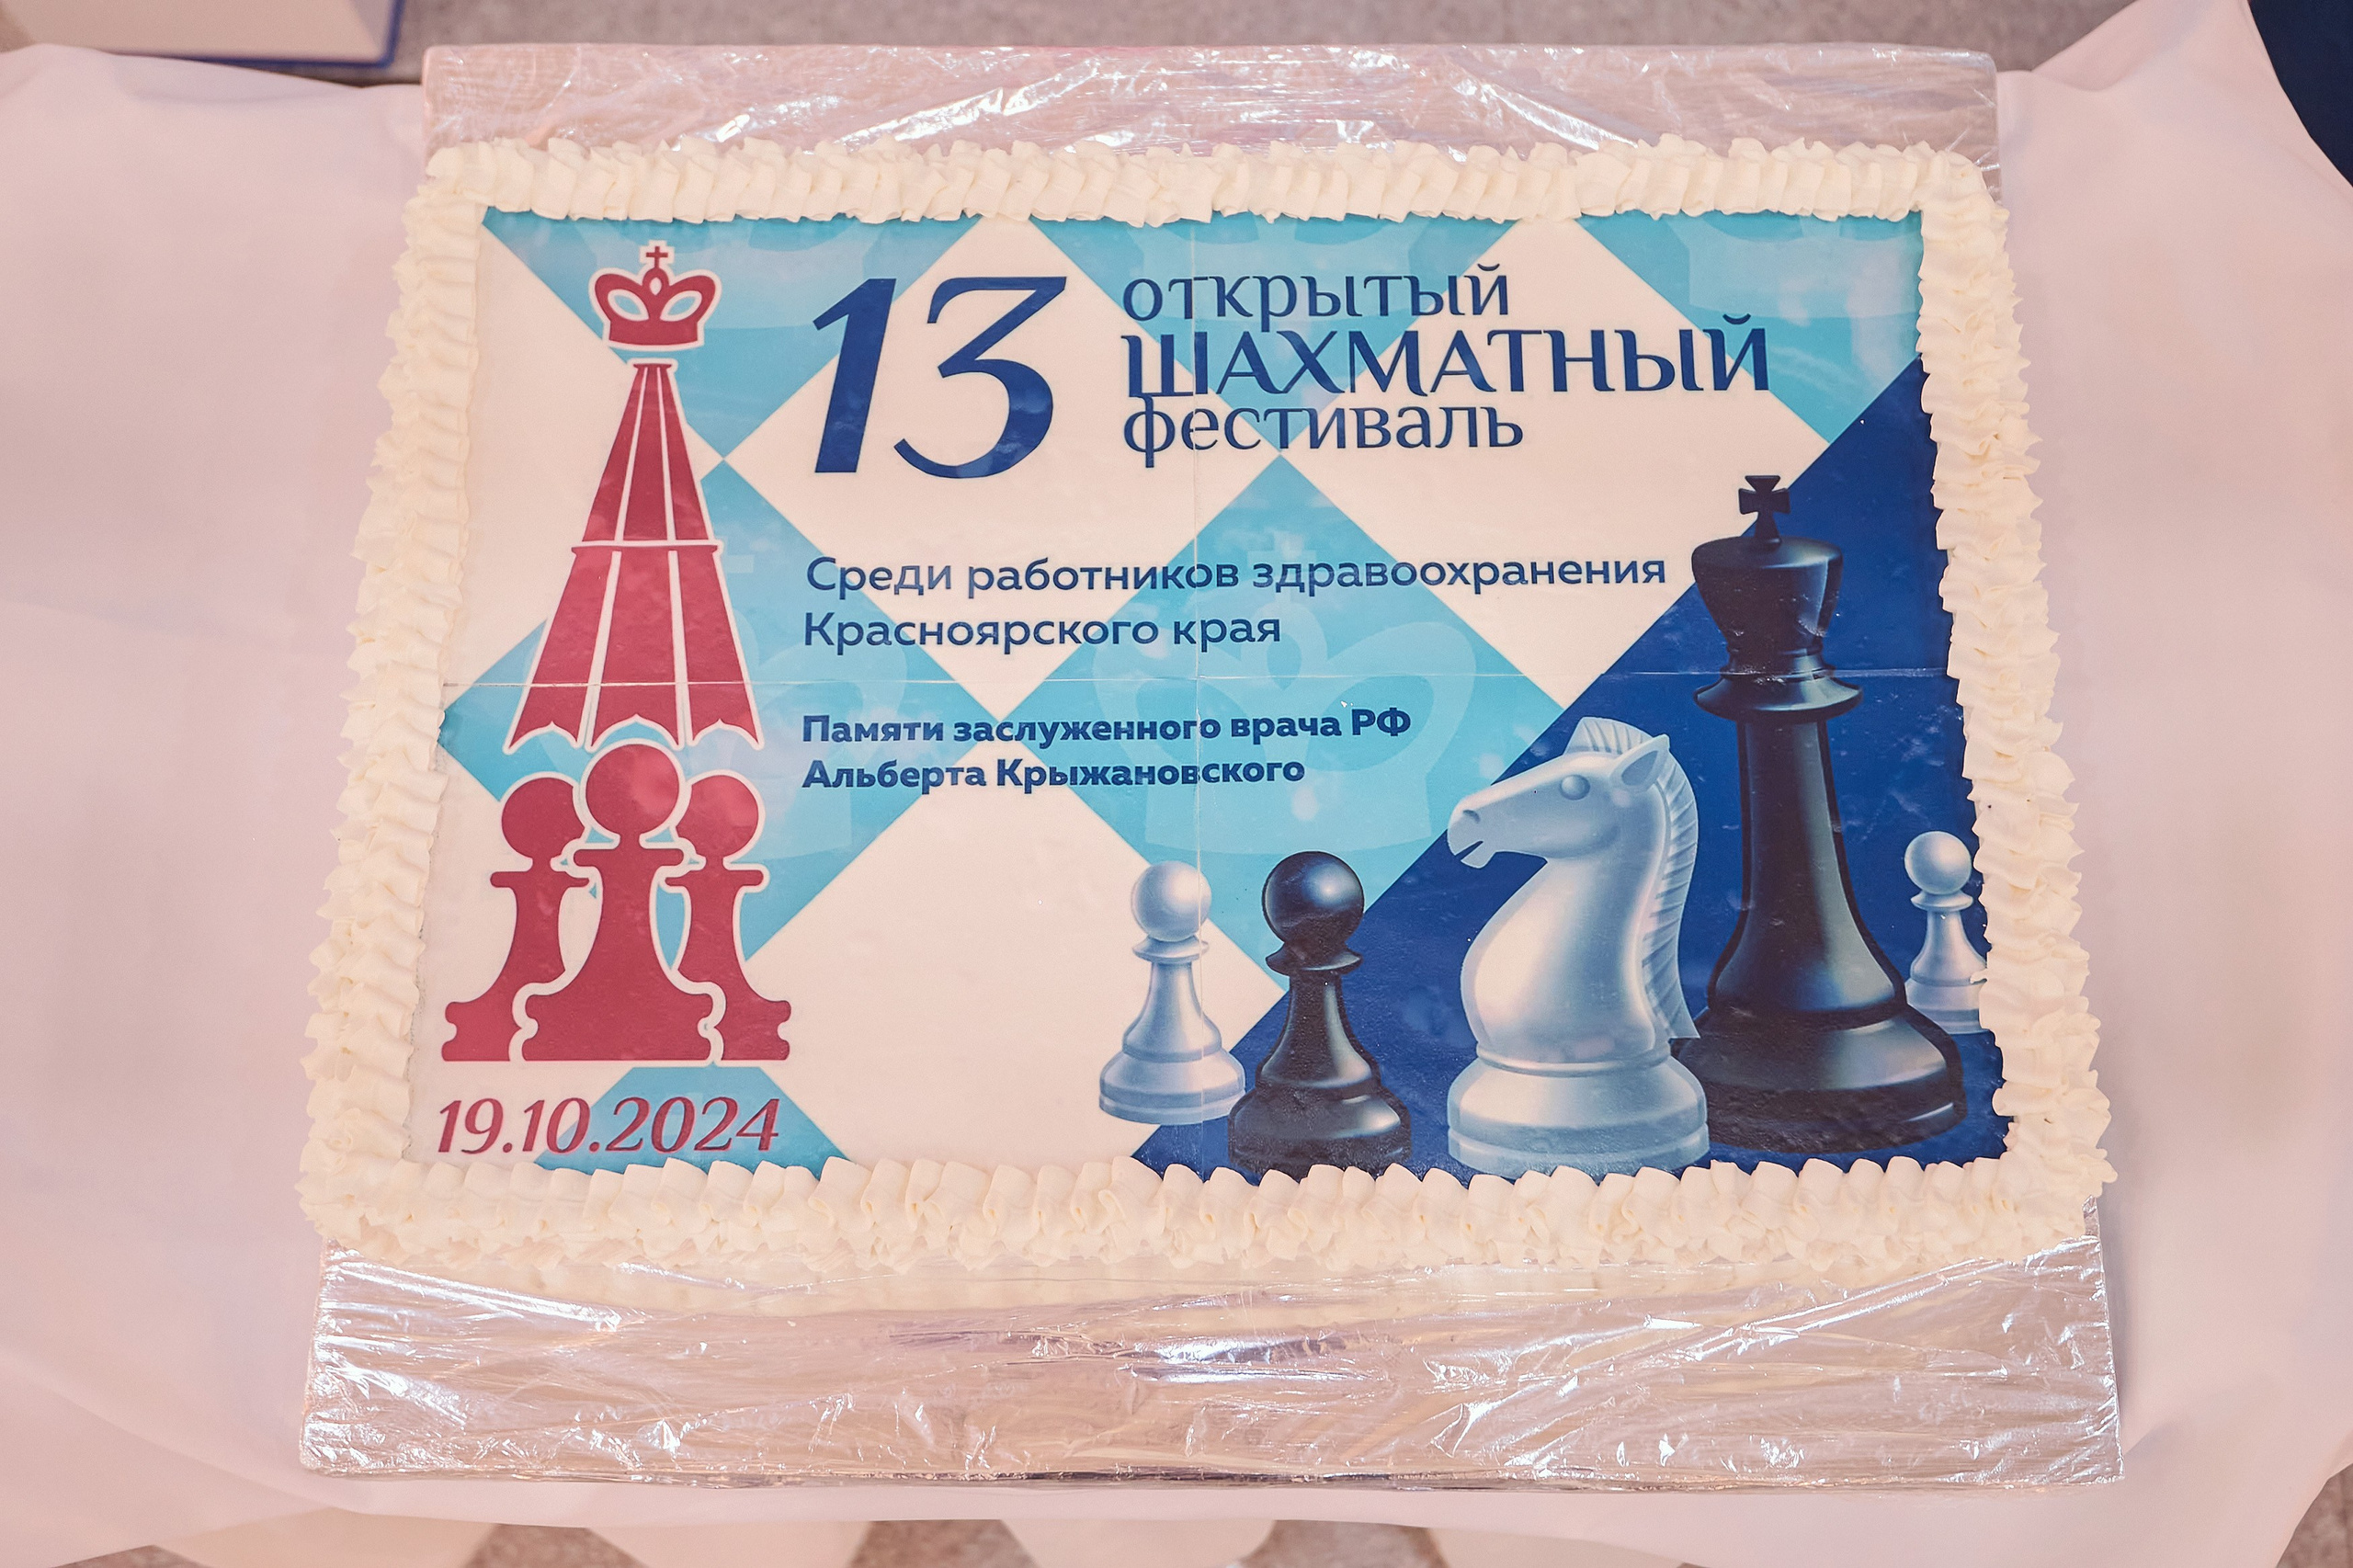 13
открытый
ШАХМАТНЫЙ
фестиваль
Среди работников здравоохранения
Красноярского края
Памяти заслуженного врача РФ
Альберта Крыжановского
19.10.2024